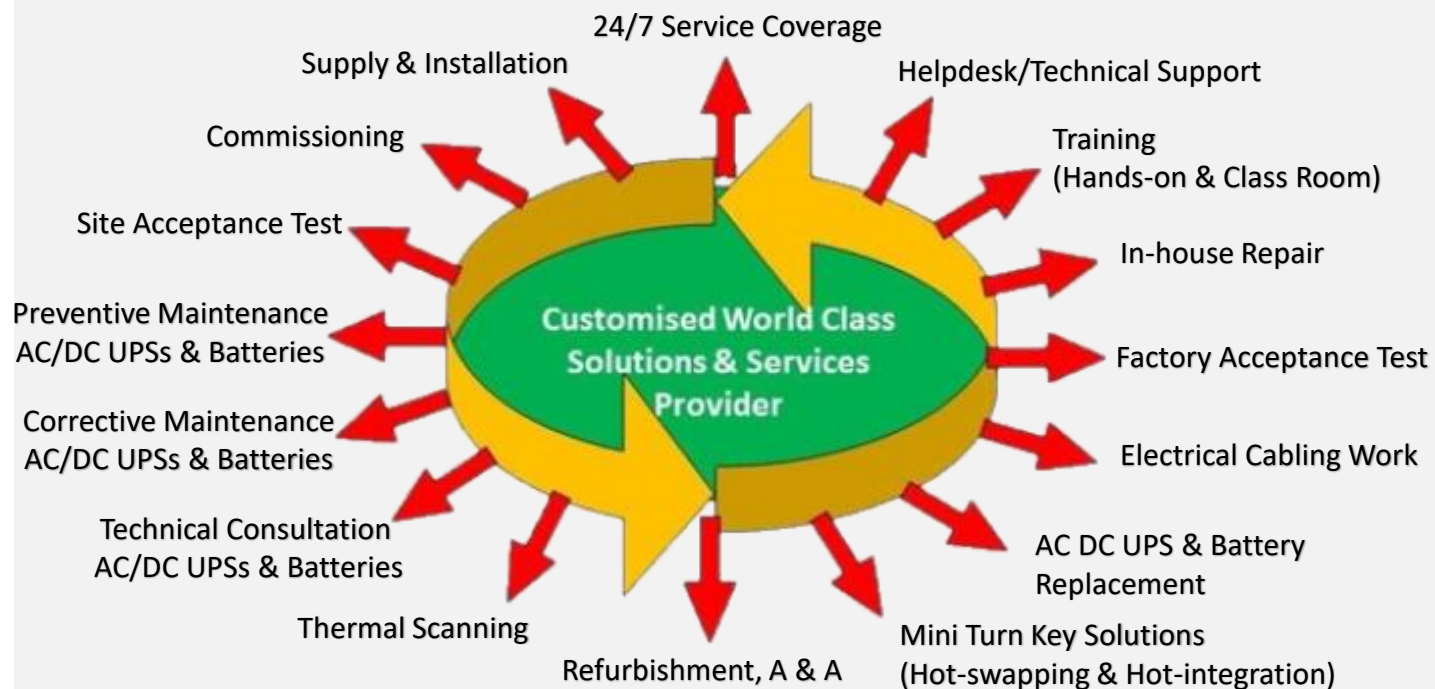 24/7 Service Coverage
Supply & Installation
Helpdesk/Technical Support
Commissioning
Training
(Hands-on & Class Room)
Site Acceptance Test
In-house Repair
Preventive Maintenance
AC/DC UPSs & Batteries
Customised World Class
Solutions & Services
Provider
Factory Acceptance Test
Corrective Maintenance
AC/DC UPSs & Batteries
Electrical Cabling Work
Technical Consultation
AC/DC UPSs & Batteries
AC DC UPS & Battery
Replacement
Thermal Scanning
Mini Turn Key Solutions
(Hot-swapping & Hot-integration)
Refurbishment, A & A